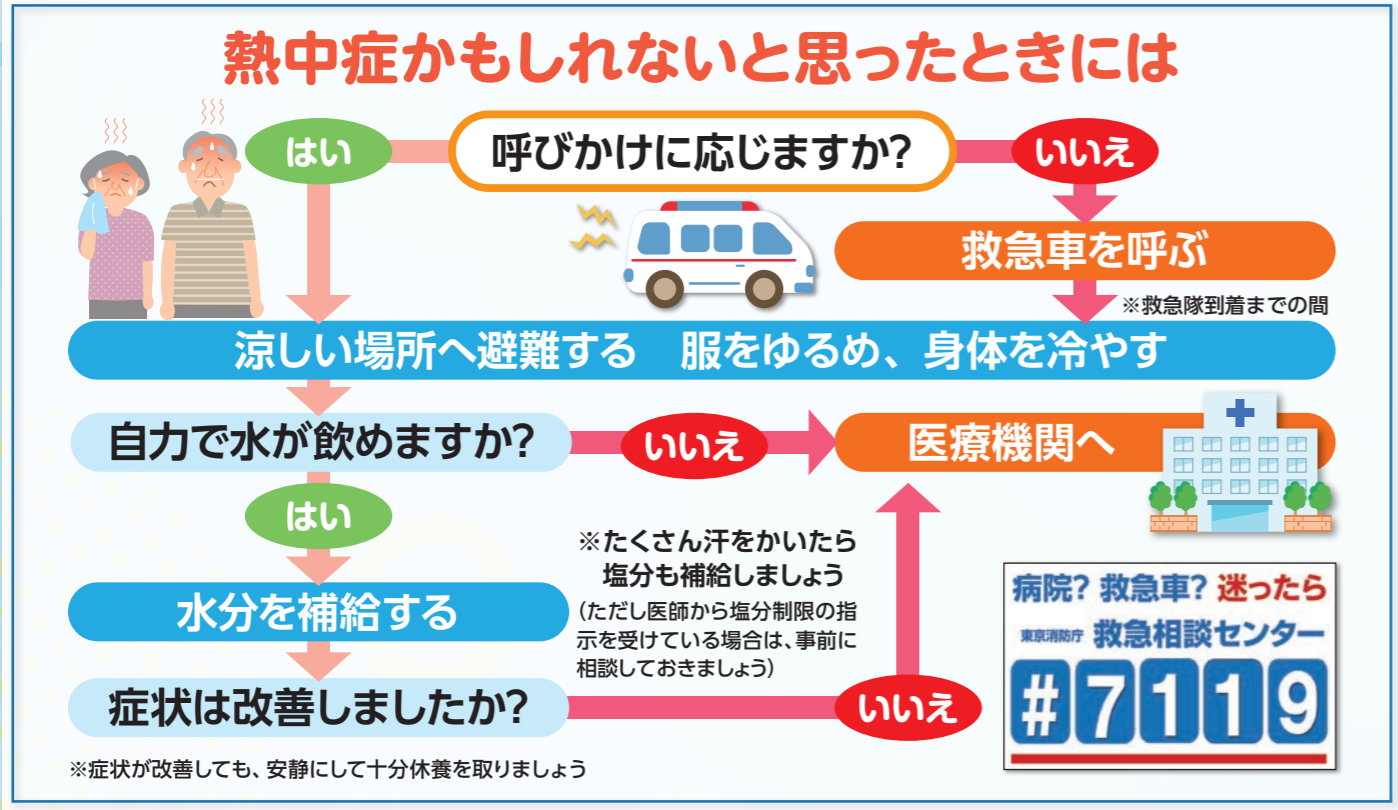 熱中症かもしれないと思ったときには
呼びかけに応じますか?
はい
いいえ
救急車を呼ぶ
※救急隊到着までの間
涼しい場所へ避難する 服をゆるめ、身体を冷やす
自力で水が飲めますか?
いいえ
医療機関へ
はい
水分を補給する
※たくさん汗をかいたら
塩分も補給しましょう
(ただし医師から塩分制限の指
示を受けている場合は、事前に
相談しておきましょう)
症状は改善しましたか?
いいえ
※症状が改善しても、安静にして十分休養を取りましょう
病院? 救急車? 迷ったら
東京消防庁 救急相談センター
#7119